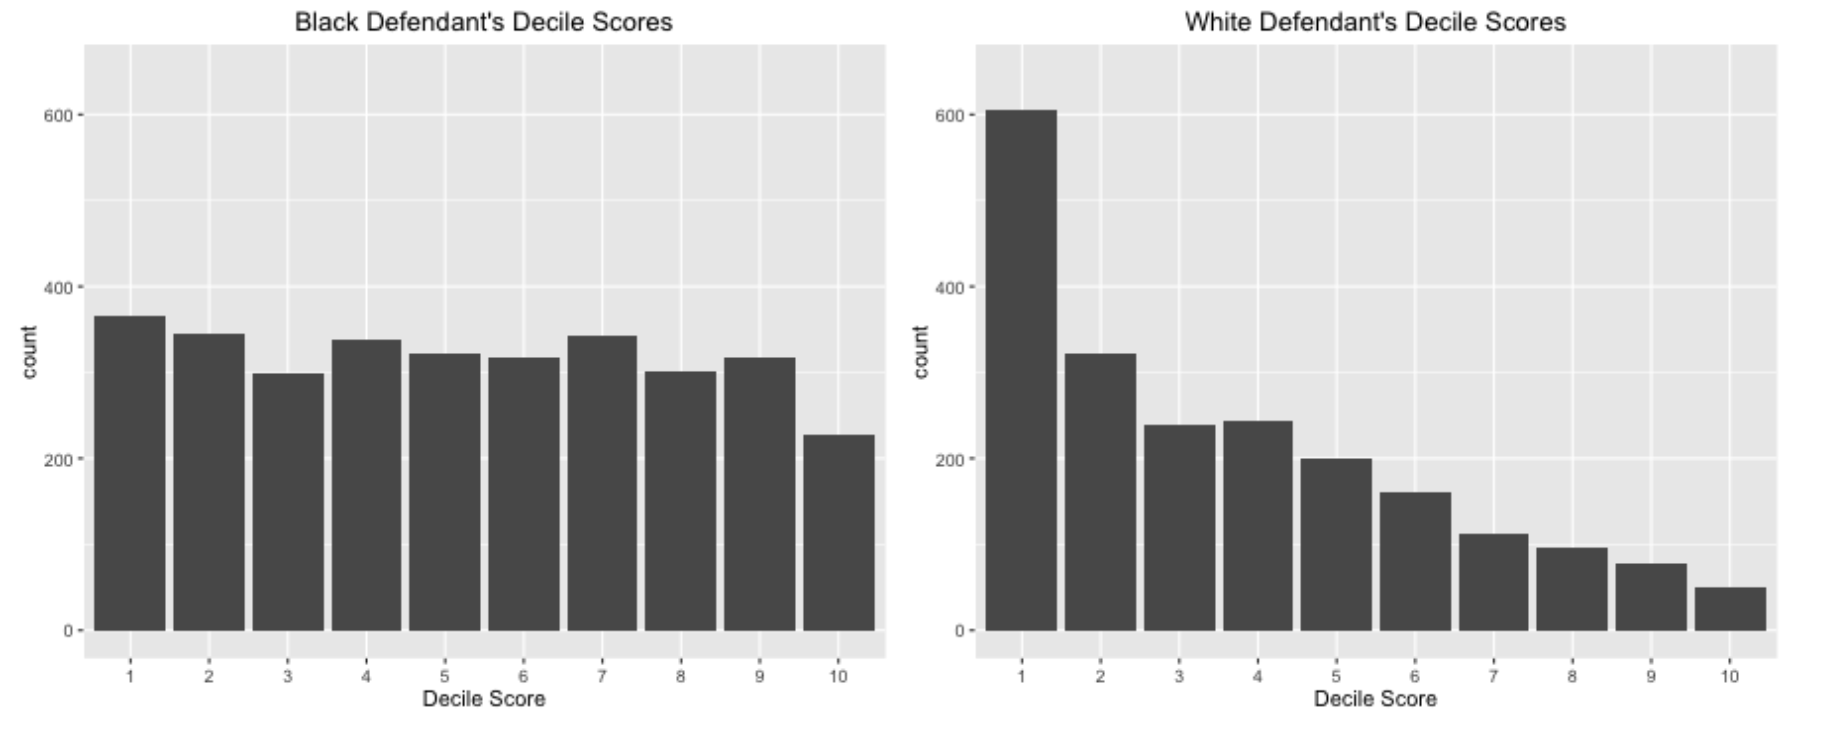 Black Defendant's Decile Scores
600
400
200
0
count
1 2 3 4 5 6 7 8 9 10
Decile Score
White Defendant's Decile Scores
600
400
200
0
count
1 2 3 4 5 6 7 8 9 10
Decile Score